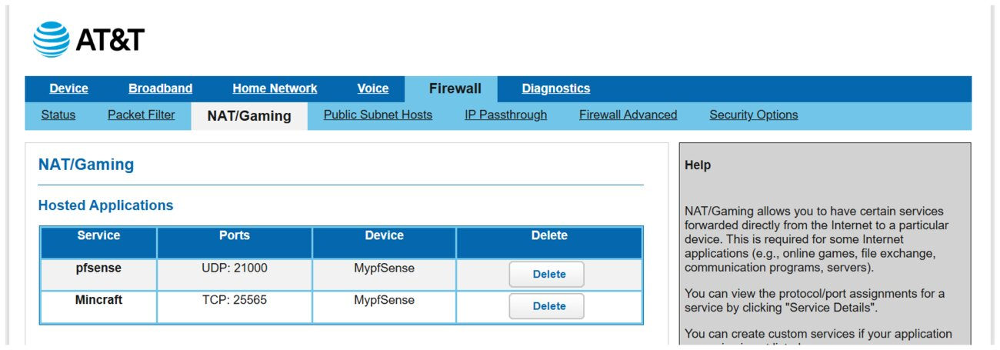 AT&T
Device Broadband Home Network Voice Firewall Diagnostics
Status Packet Filter NAT/Gaming Public Subnet Hosts IP Passthrough Firewall Advanced Security Options
NAT/Gaming
Hosted Applications
Service Ports Device Delete
pfsense UDP: 21000 MypfSense Delete
Mincraft TCP: 25565 MypfSense Delete
Help
NAT/Gaming allows you to have certain services
forwarded directly from the Internet to a particular
device. This is required for some Internet
applications (e.g., online games, file exchange,
communication programs, servers).
You can view the protocol/port assignments for a
service by clicking "Service Details".
You can create custom services if your application